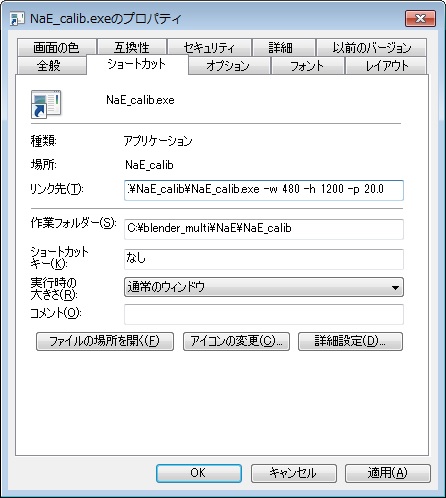 NaE_calib.exeのプロパティ
画面の色 互換性 セキュリティ 詳細 以前のバージョン
全般 ショートカット オプション フォント レイアウト
NaE_calib.exe
種類: アプリケーション
場所: NaE_calib
リンク先(T): .¥NaE_calib¥NaE_calib.exe -w 480 -h 1200 -p 20.0
作業フォルダー(S): C:¥blender_multi¥NaE¥NaE_calib
ショートカット
キー(K): なし
実行時の
大きさ(R): 通常のウィンドウ
コメント(O):
ファイルの場所を開く(F) アイコンの変更(C)... 詳細設定(D)...
OK キャンセル 適用(A)